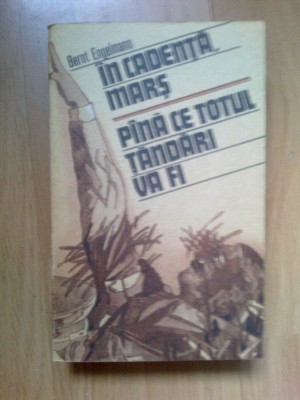 Bernt Engelmann
ÎN CADENȚĂ,
MARȘ
PÎNĂ CE TOTUL
ȚĂNDĂRI
VA FI